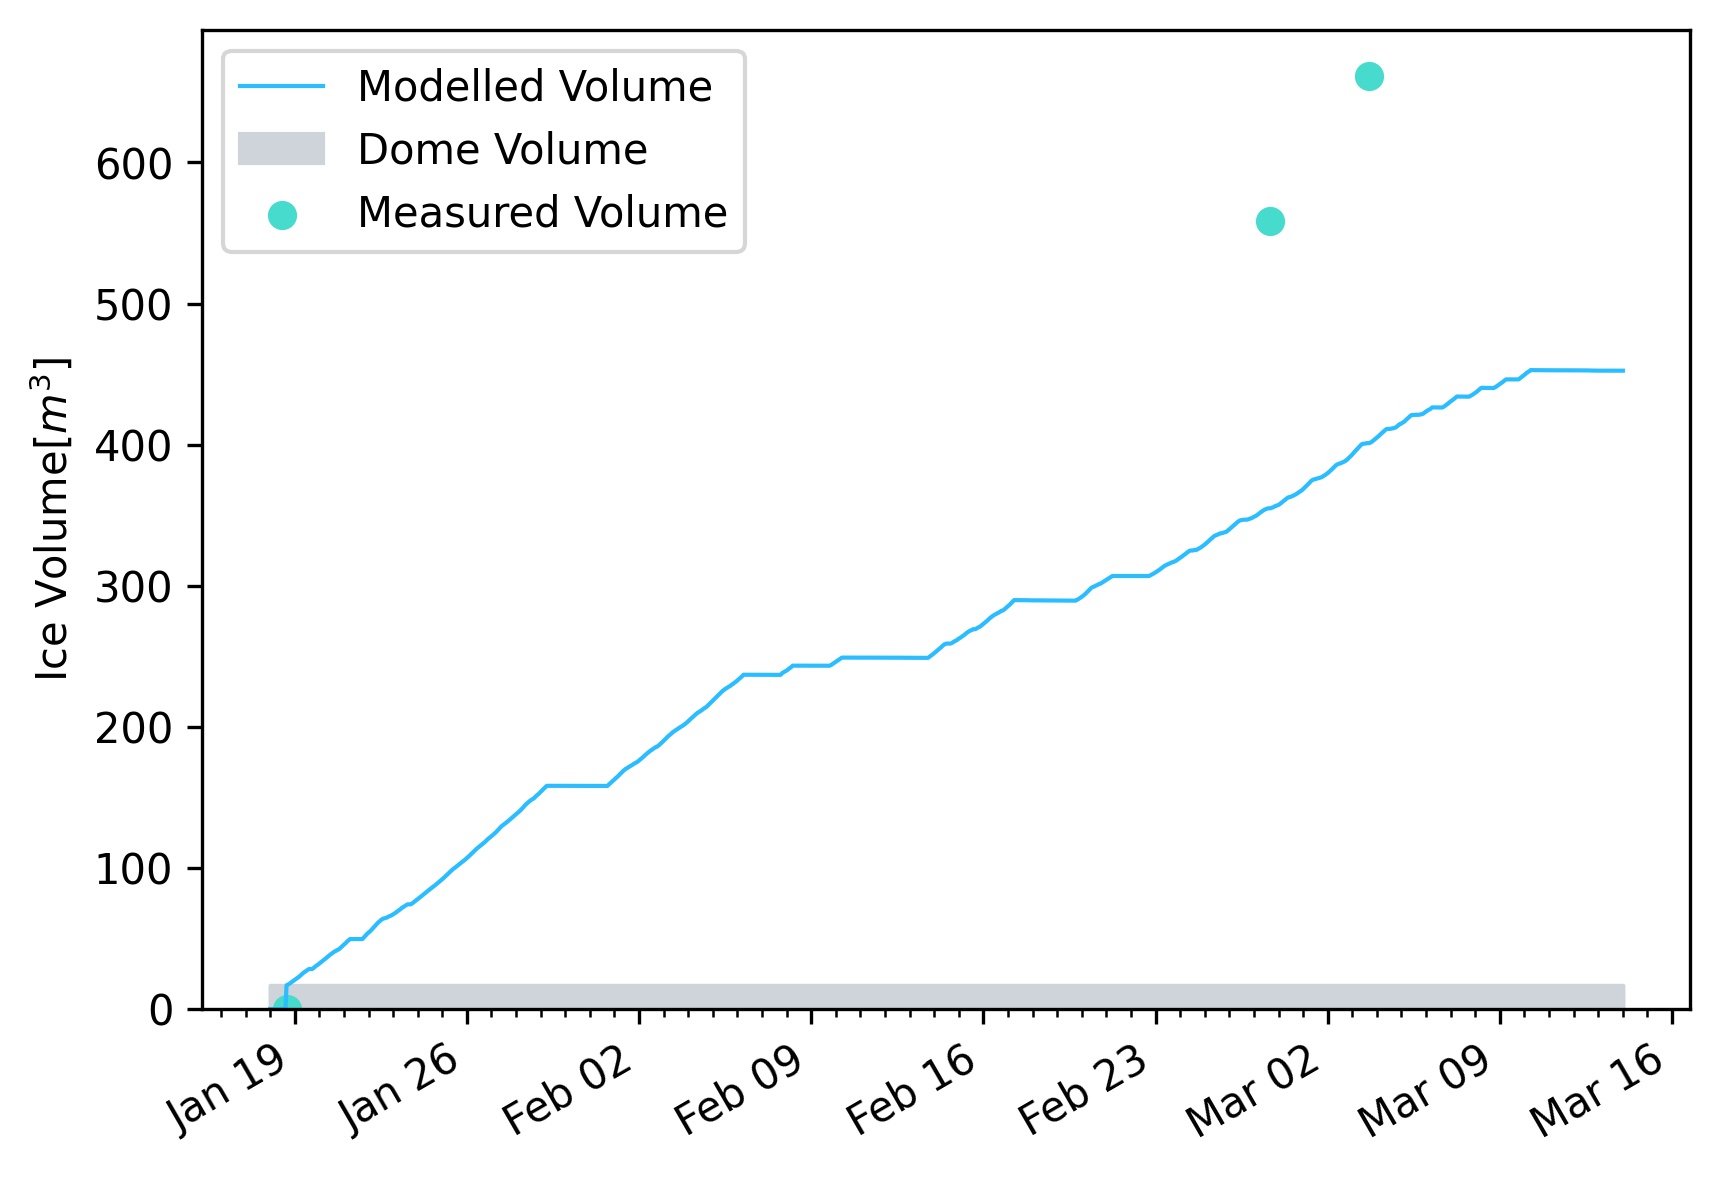 Modelled Volume
Dome Volume
Measured Volume
Ice Volume[m³]
600
500
400
300
200
100
0
Jan 19
Jan 26
Feb 02
Feb 09
Feb 16
Feb 23
Mar 02
Mar 09
Mar 16